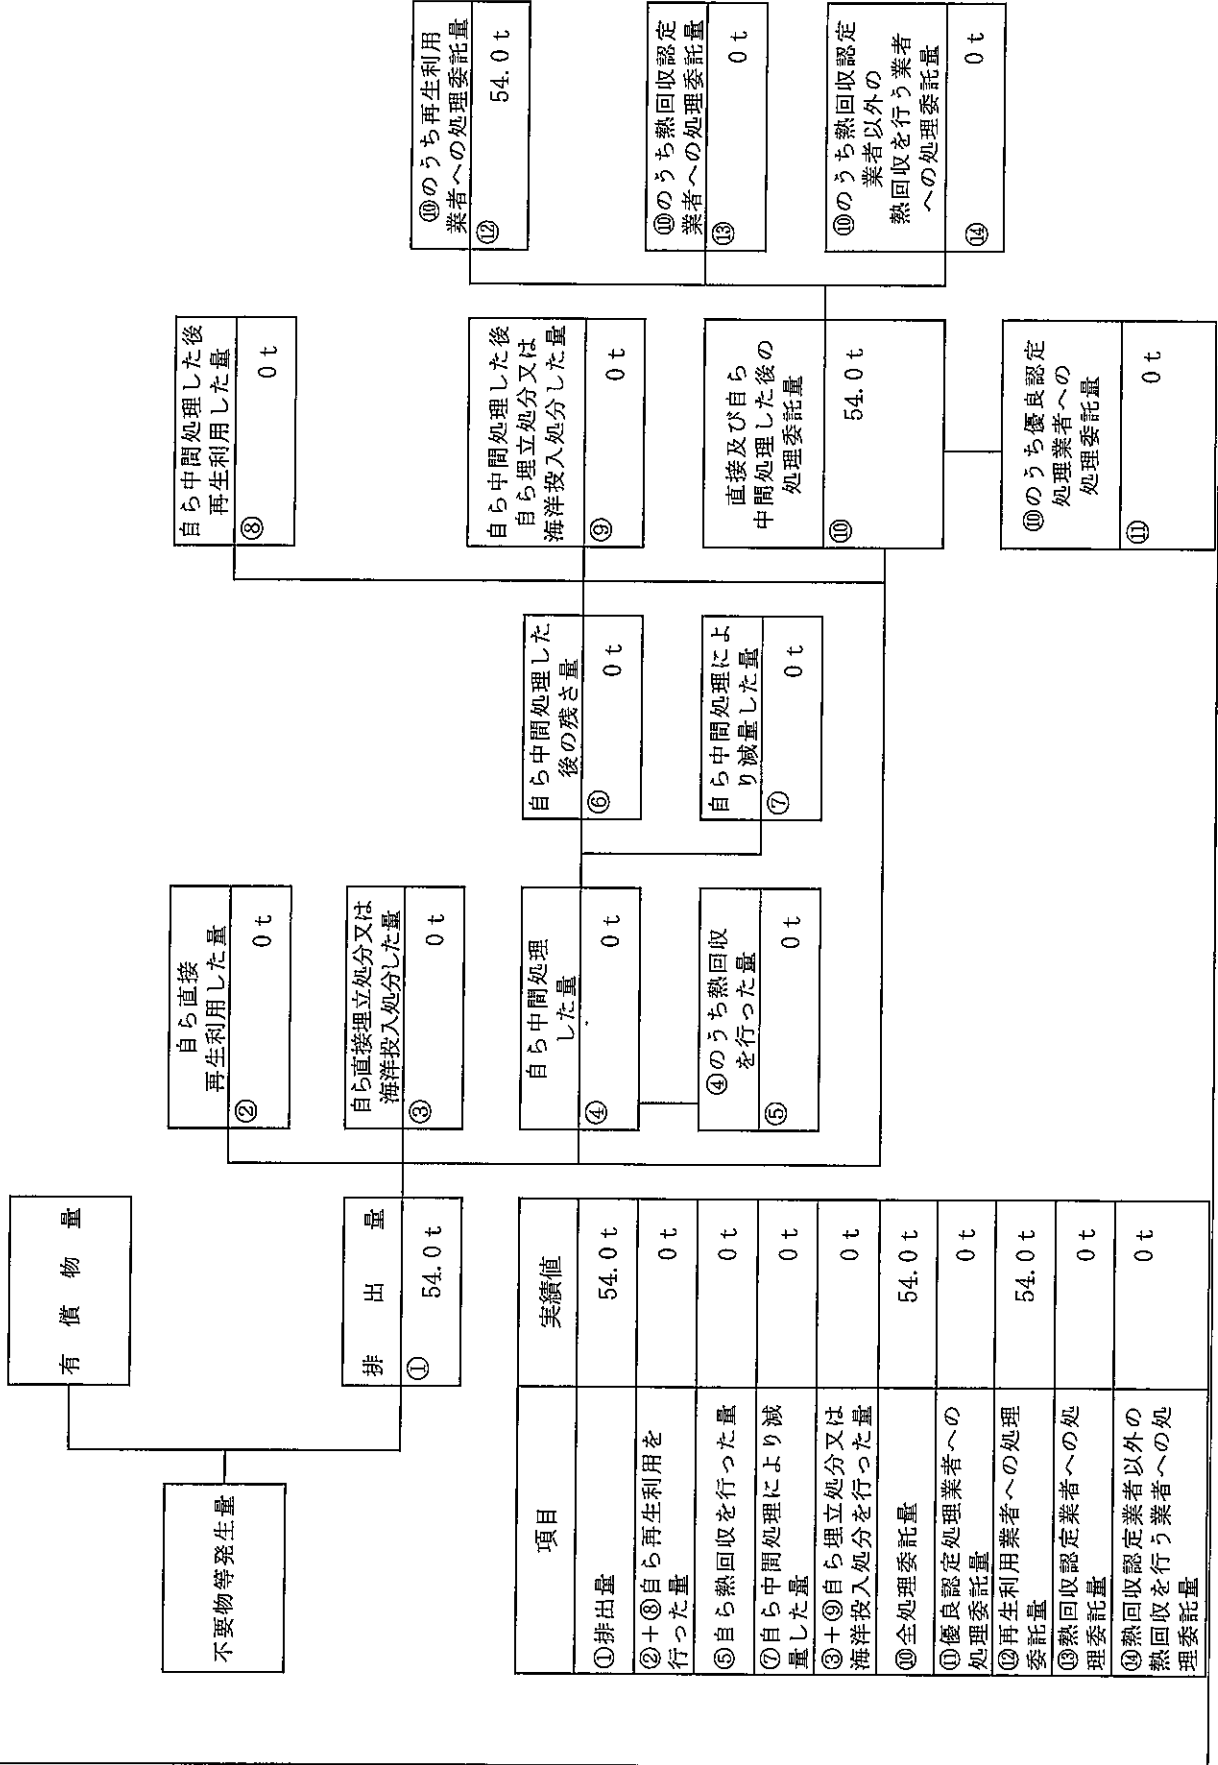 不要物等発生量
有償物量
排出量
① 54.0 t
自ら直接
再生利用した量
② 0 t
自ら直接埋立処分又は
海洋投入処分した量
③ 0 t
自ら中間処理
した量
④ 0 t
④のうち熱回収
を行った量
⑤ 0 t
自ら中間処理した
後の残さ量
⑥ 0 t
自ら中間処理によ
り減量した量
⑦ 0 t
自ら中間処理した後
再生利用した量
⑧ 0 t
自ら中間処理した後
自ら埋立処分又は
海洋投入処分した量
⑨ 0 t
直接及び自ら
中間処理した後の
処理委託量
⑩ 54.0 t
⑩のうち優良認定
処理業者への
処理委託量
⑪ 0 t
⑩のうち再生利用
業者への処理委託量
⑫ 54.0 t
⑩のうち熱回収認定
業者への処理委託量
⑬ 0 t
⑩のうち熱回収認定
業者以外の
熱回収を行う業者
への処理委託量
⑭ 0 t
項目 実績値
①排出量 54.0 t
②+⑧自ら再生利用を
行った量 0 t
⑤自ら熱回収を行った量 0 t
⑦自ら中間処理により減
量した量 0 t
③+⑨自ら埋立処分又は
海洋投入処分を行った量 0 t
⑩全処理委託量 54.0 t
⑪優良認定処理業者への
処理委託量 0 t
⑫再生利用業者への処理
委託量 54.0 t
⑬熱回収認定業者への処
理委託量 0 t
⑭熱回収認定業者以外の
熱回収を行う業者への処
理委託量 0 t